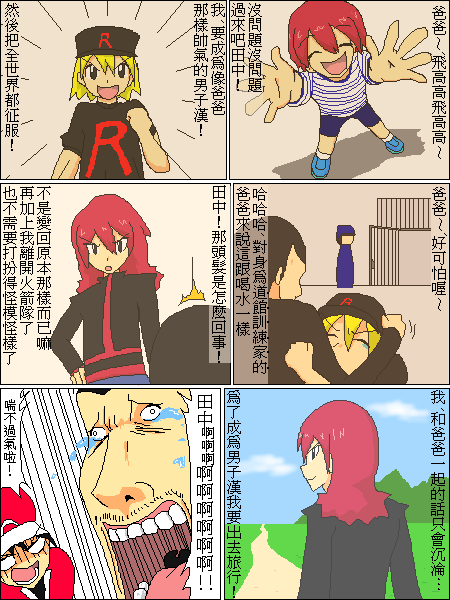 爸爸～飛高高飛高高～
沒問題沒問題
過來吧田中！
我、要成為像爸爸
那樣帥氣的男子漢！
然後把全世界都征服！
R
R
爸爸～好可怕喔～
哈哈哈、對身為道館訓練家的
爸爸來說這跟喝水一樣
R
田中！那頭髮是怎麼回事！
不是變回原本那樣而已嘛
再加上我離開火箭隊了
也不需要打扮得怪模怪樣了
我、和爸爸一起的話只會沉淪…
為了成為男子漢我要出去旅行！
田中啊啊啊啊啊啊啊啊！！
喘不過氣啦！